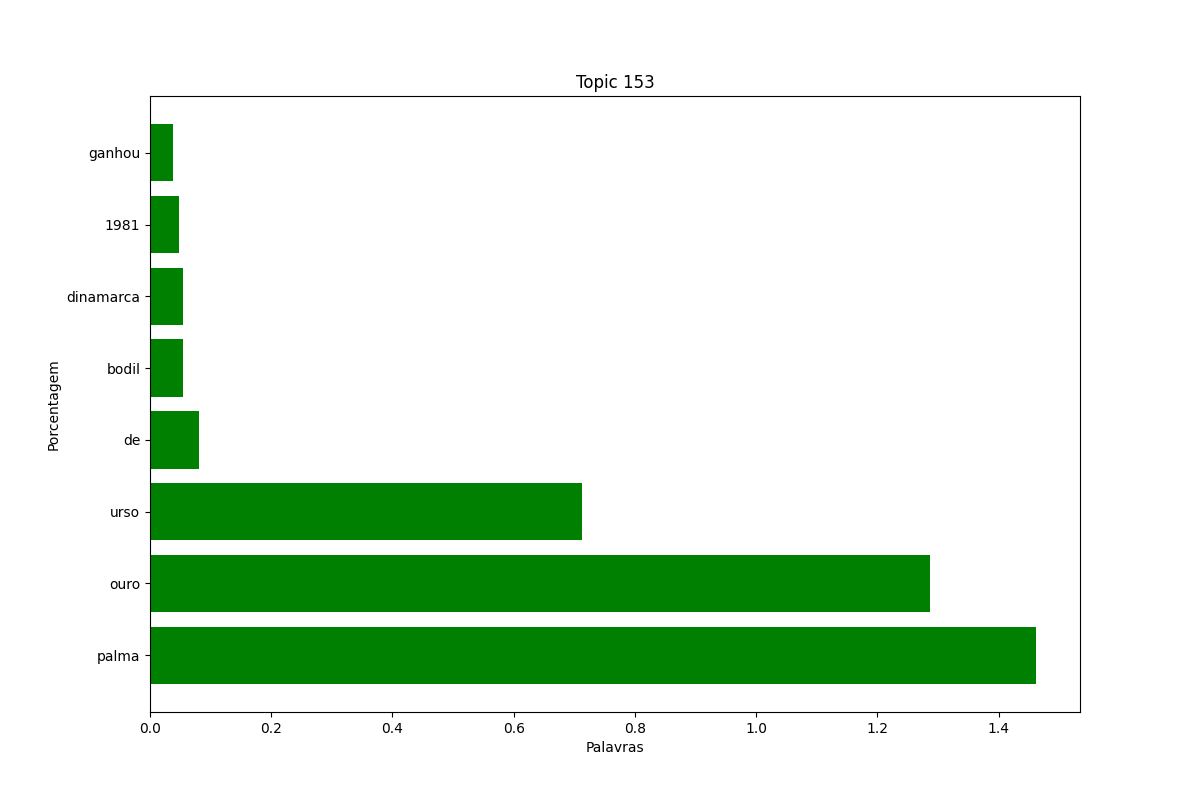 Topic 153
ganhou
1981
dinamarca
bodil
de
urso
ouro
palma
Porcentagem
0.0 0.2 0.4 0.6 0.8 1.0 1.2 1.4
Palavras